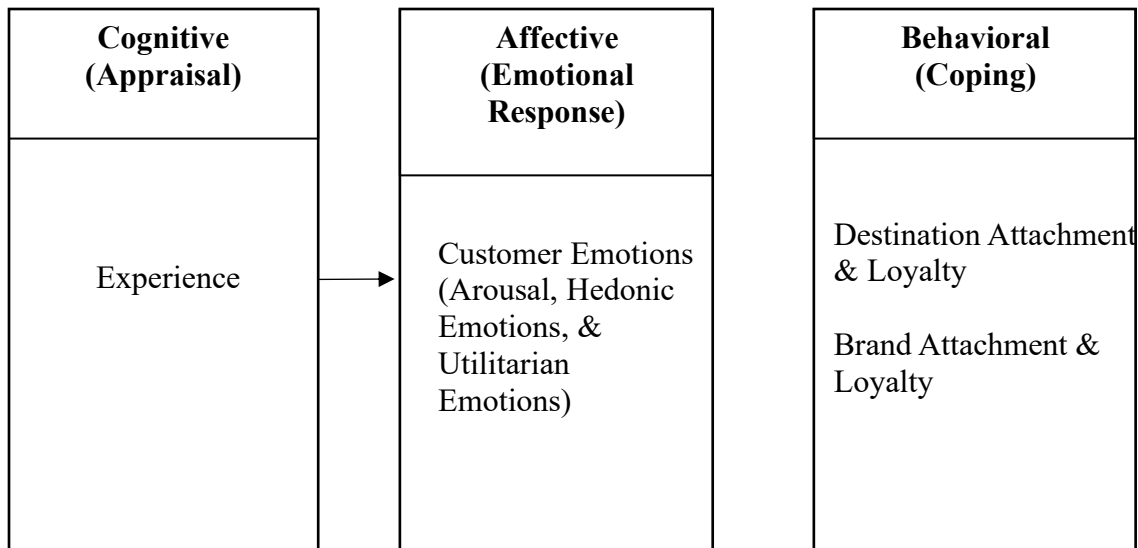 Cognitive
(Appraisal)
Affective
(Emotional
Response)
Behavioral
(Coping)
Experience
Customer Emotions
(Arousal, Hedonic
Emotions, &
Utilitarian
Emotions)
Destination Attachment
& Loyalty
Brand Attachment &
Loyalty